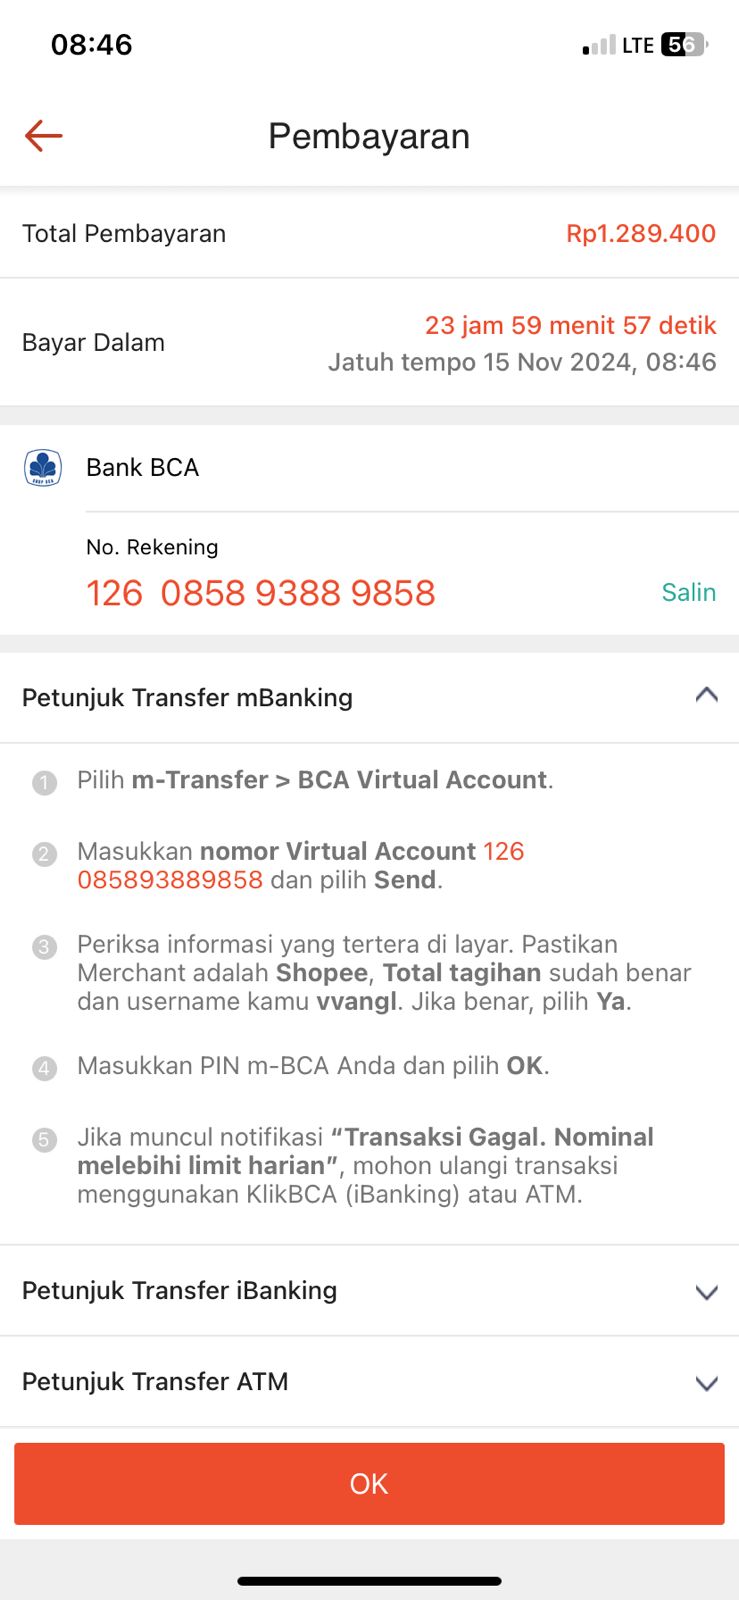 08:46
LTE 56
Pembayaran
Total Pembayaran
Rp1.289.400
Bayar Dalam
23 jam 59 menit 57 detik
Jatuh tempo 15 Nov 2024, 08:46
Bank BCA
No. Rekening
126 0858 9388 9858
Salin
Petunjuk Transfer mBanking
1 Pilih m-Transfer > BCA Virtual Account.
2 Masukkan nomor Virtual Account 126
085893889858 dan pilih Send.
3 Periksa informasi yang tertera di layar. Pastikan
Merchant adalah Shopee, Total tagihan sudah benar
dan username kamu vvangl. Jika benar, pilih Ya.
4 Masukkan PIN m-BCA Anda dan pilih OK.
5 Jika muncul notifikasi “Transaksi Gagal. Nominal
melebihi limit harian”, mohon ulangi transaksi
menggunakan KlikBCA (iBanking) atau ATM.
Petunjuk Transfer iBanking
Petunjuk Transfer ATM
OK